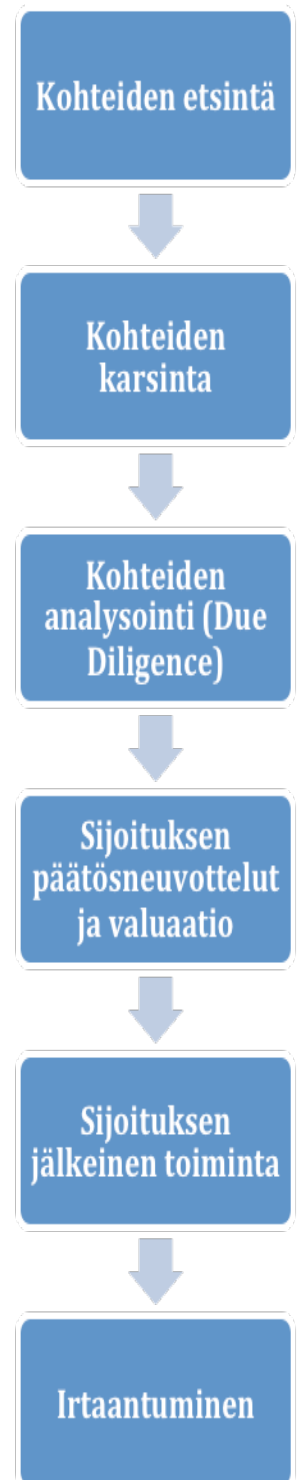 Kohteiden etsintä
Kohteiden
karsinta
Kohteiden
analysointi (Due
Diligence)
Sijoituksen
päätösneuvottelut
ja valuaatio
Sijoituksen
jälkeinen toiminta
Irtaantuminen